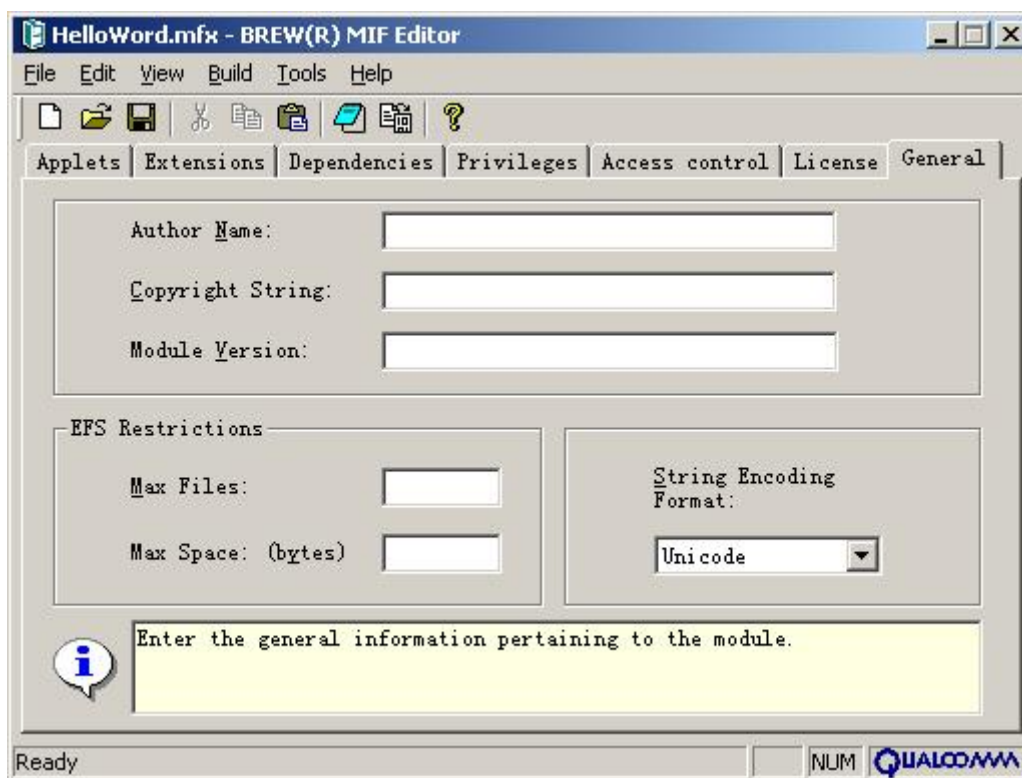 HelloWord.mfx - BREW(R) MIF Editor
File Edit View Build Tools Help
Applets Extensions Dependencies Privileges Access control License General
Author Name:
Copyright String:
Module Version:
EFS Restrictions
Max Files:
Max Space: (bytes)
String Encoding
Format:
Unicode
Enter the general information pertaining to the module.
Ready NUM QUALCOMM